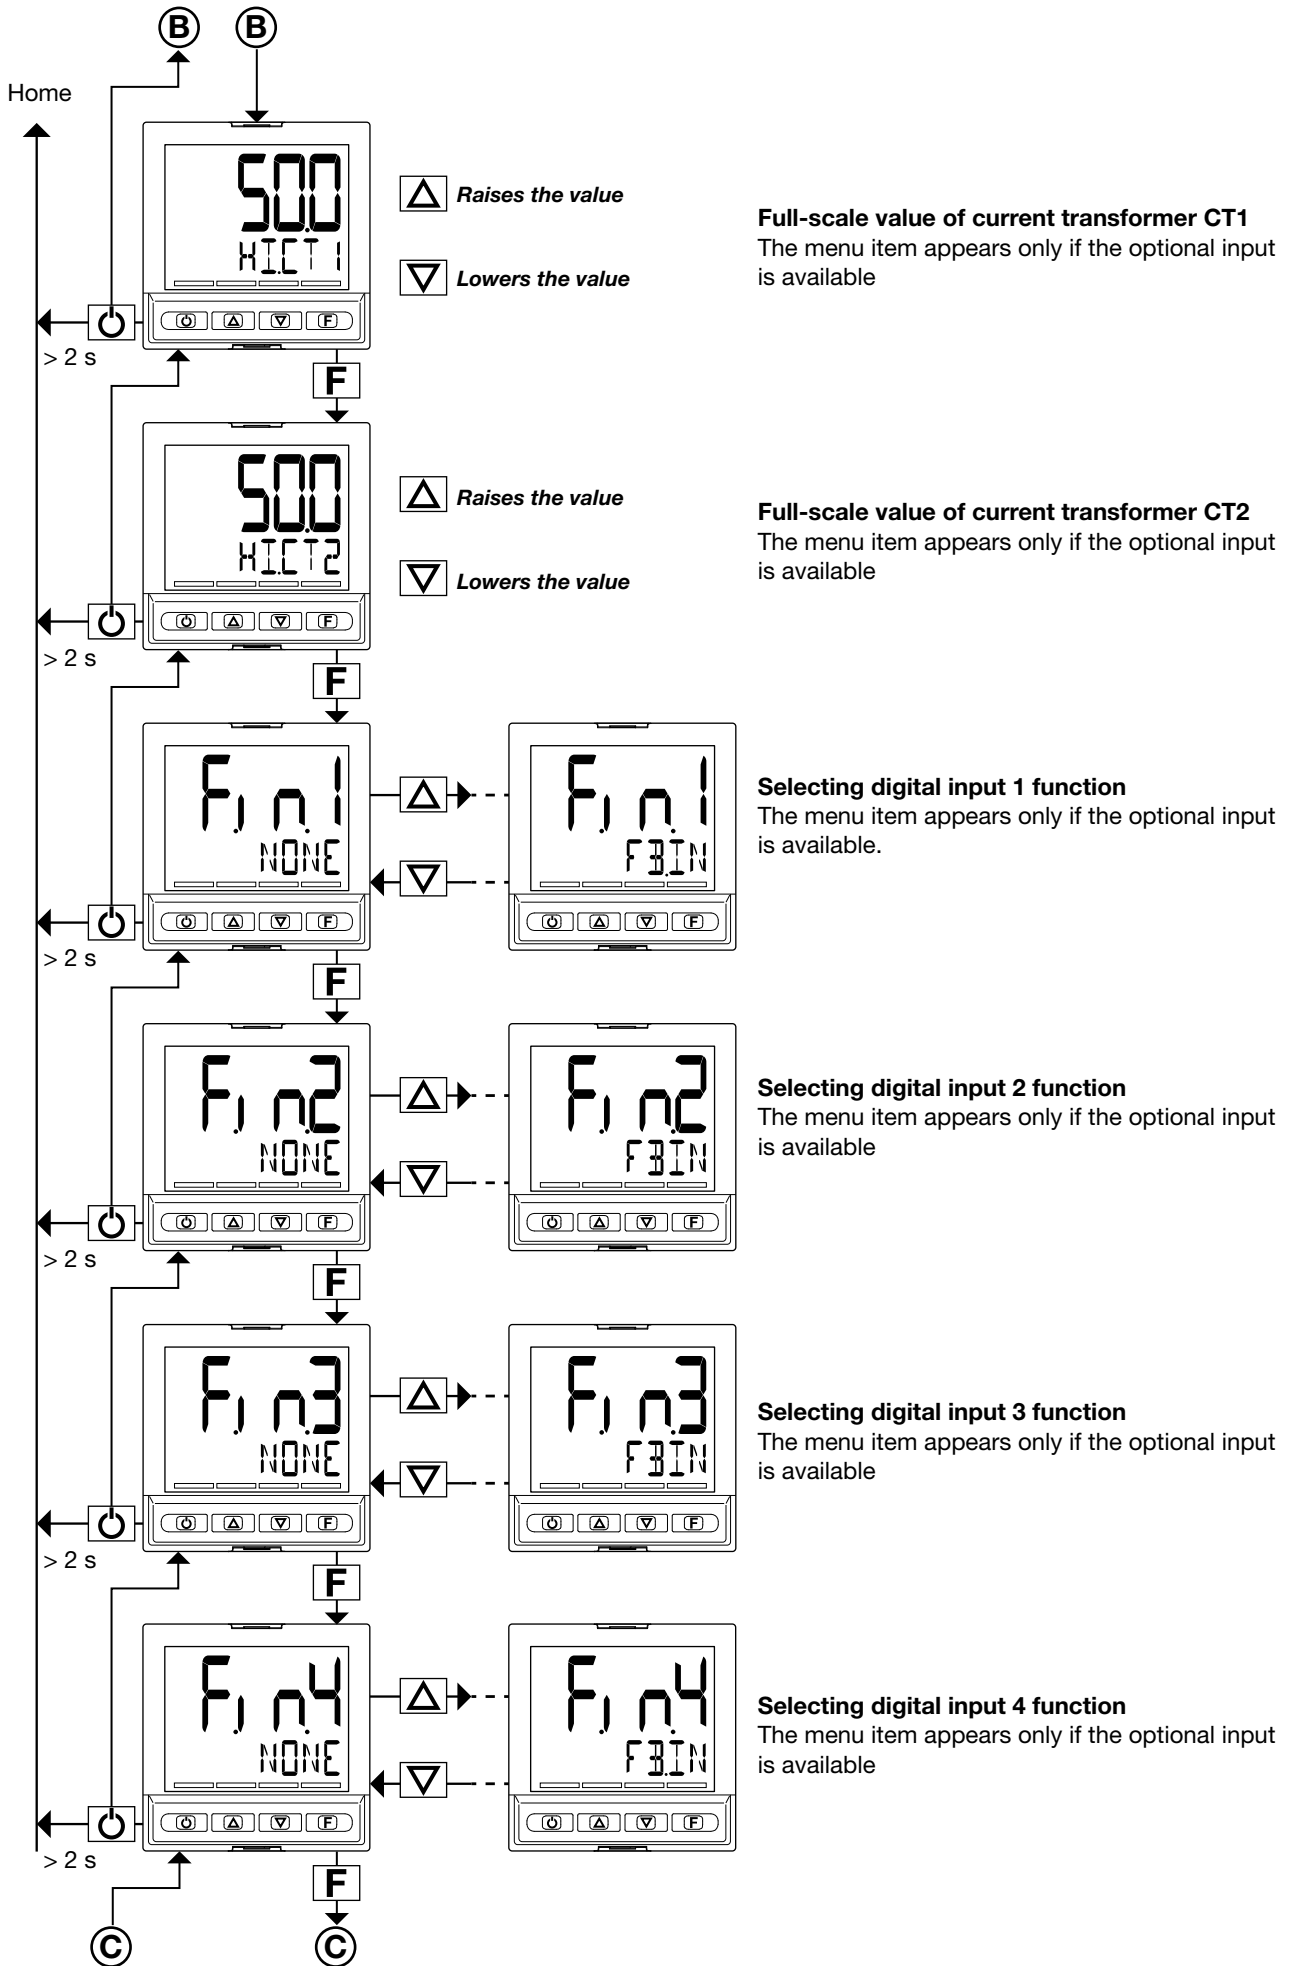 B B
Home
50.0
HI.CT1
Raises the value
Lowers the value
Full-scale value of current transformer CT1
The menu item appears only if the optional input
is available
F
> 2 s
F
50.0
HI.CT2
Raises the value
Lowers the value
Full-scale value of current transformer CT2
The menu item appears only if the optional input
is available
F
> 2 s
F
F.in.1
NONE
F.in.1
F3.IN
Selecting digital input 1 function
The menu item appears only if the optional input
is available.
F F
> 2 s
F
F.in.2
NONE
F.in.2
F3IN
Selecting digital input 2 function
The menu item appears only if the optional input
is available
F F
> 2 s
F
F.in.3
NONE
F.in.3
F3IN
Selecting digital input 3 function
The menu item appears only if the optional input
is available
F F
> 2 s
F
F.in.4
NONE
F.in.4
F3.IN
Selecting digital input 4 function
The menu item appears only if the optional input
is available
F F
> 2 s
F
C C